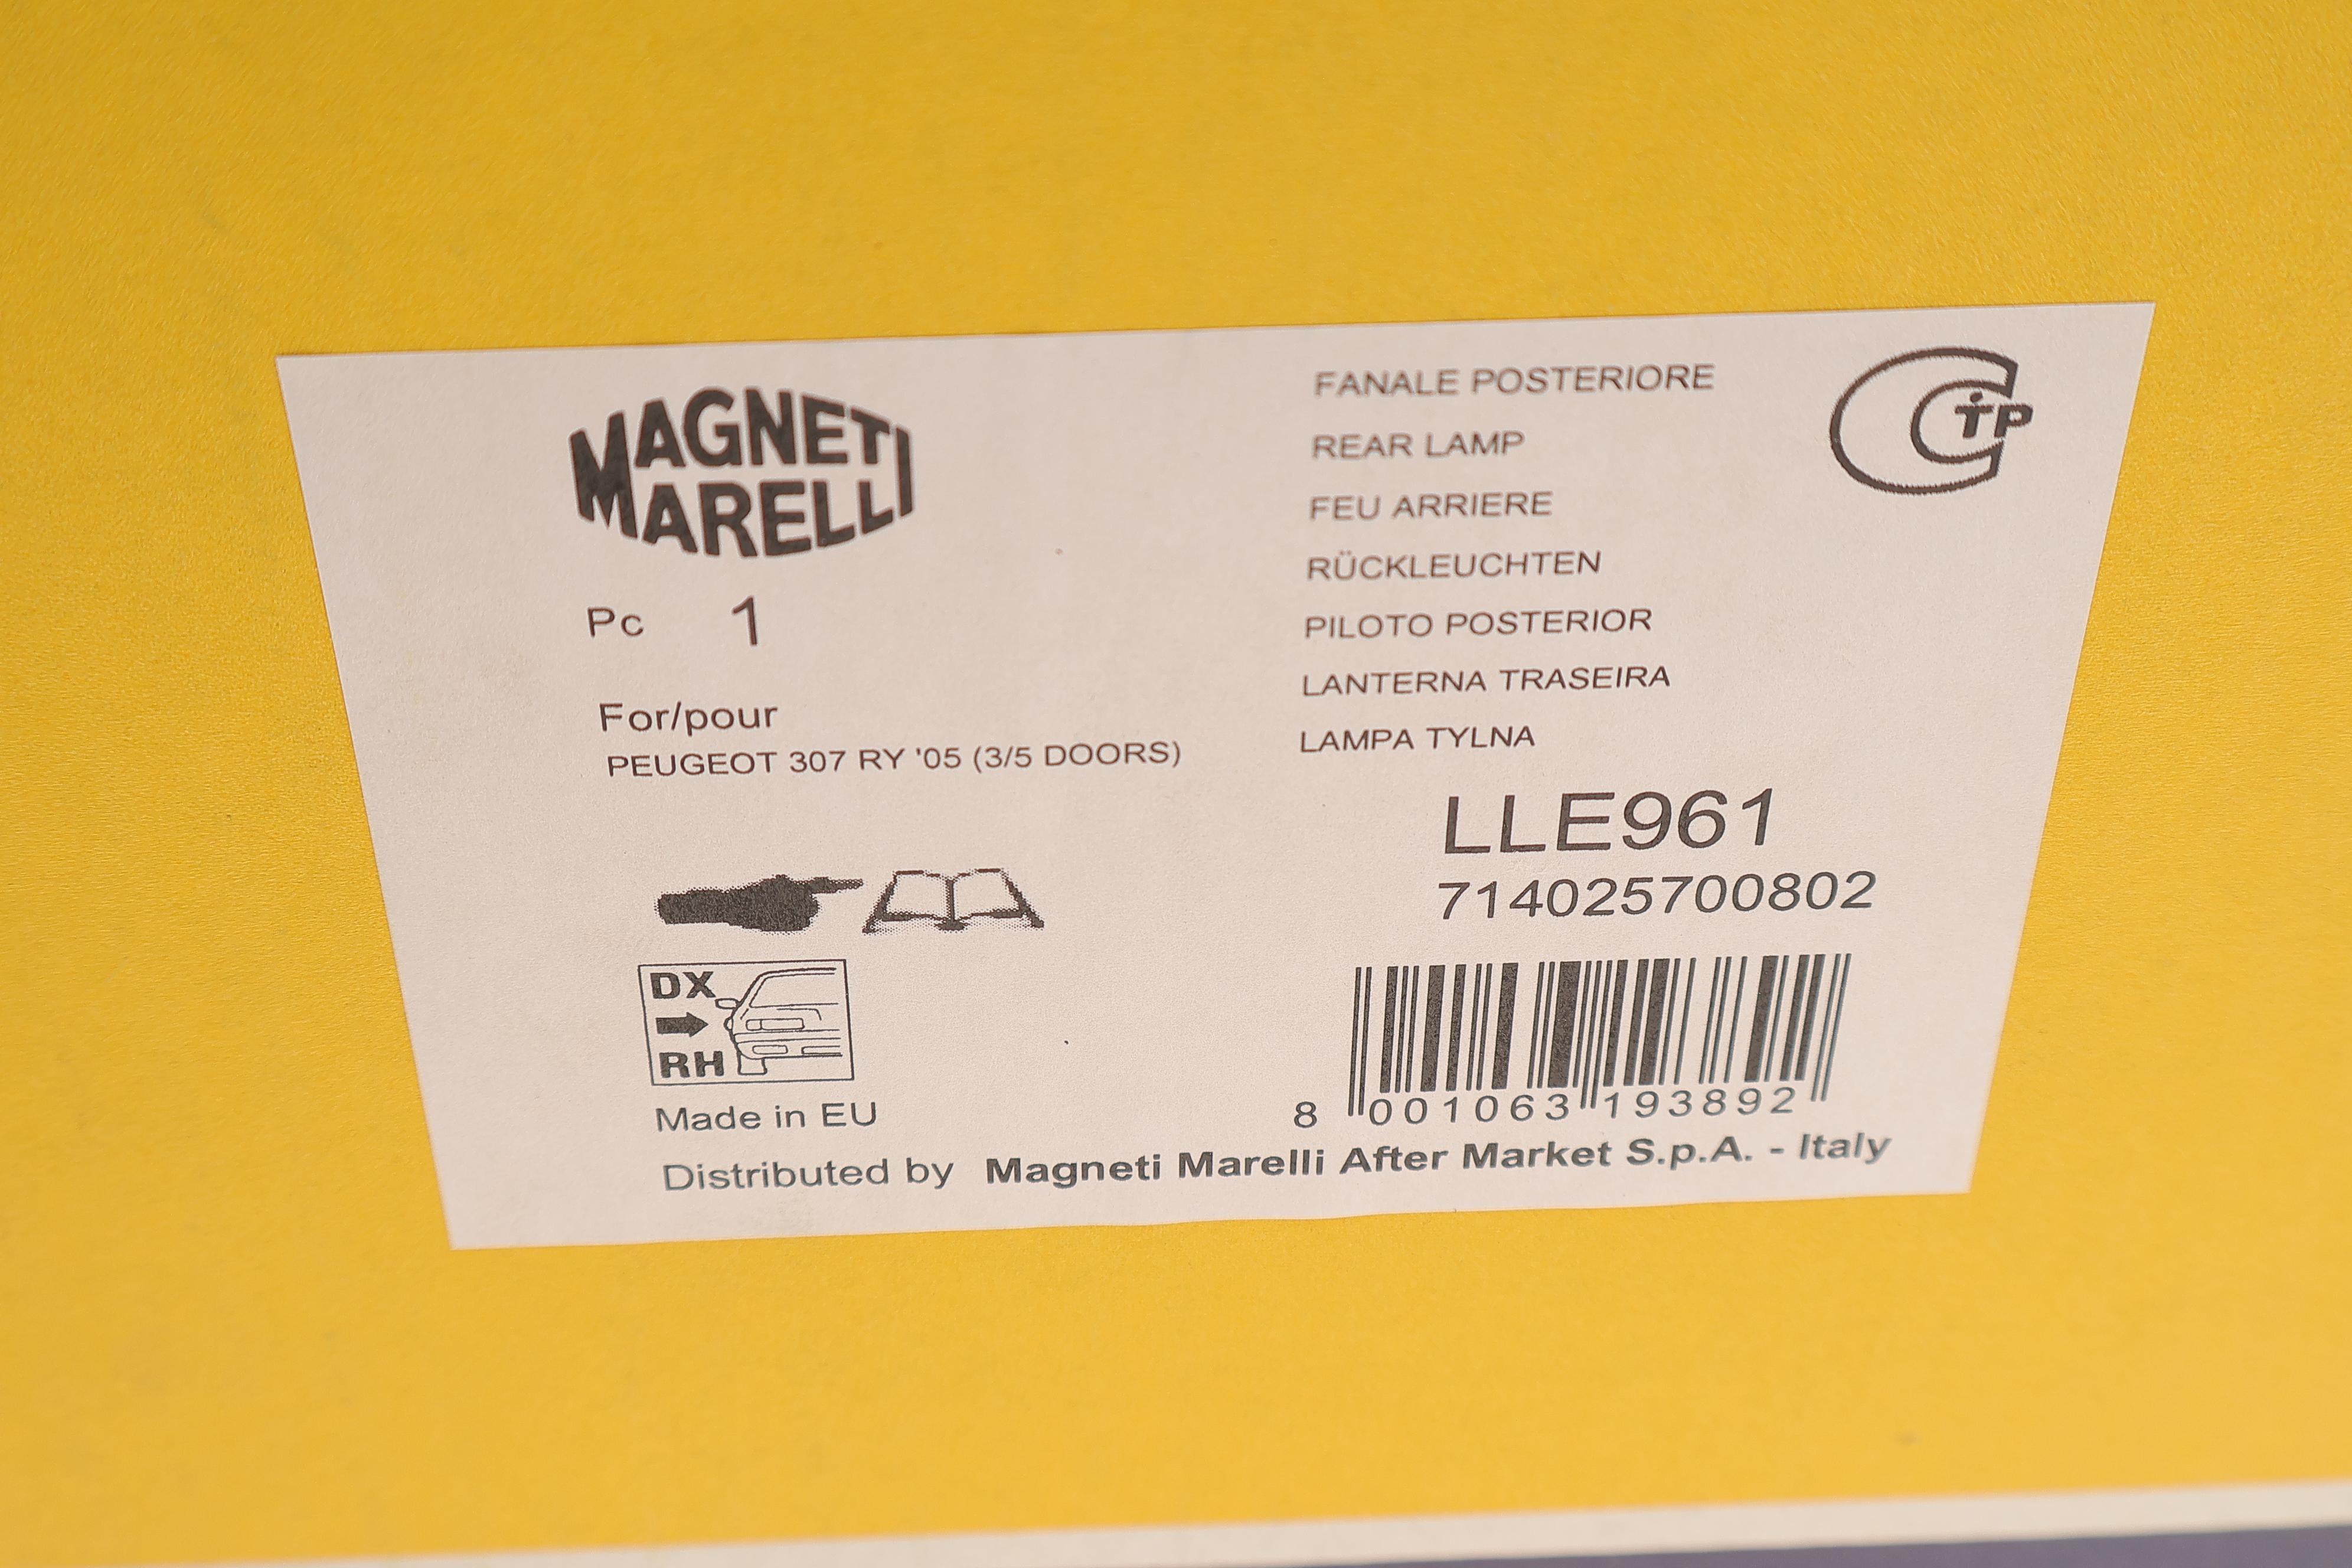 MAGNETI
MARELLI
Pc 1
For/pour
PEUGEOT 307 RY '05 (3/5 DOORS)
DX
RH
Made in EU
FANALE POSTERIORE
REAR LAMP
FEU ARRIERE
RÜCKLEUCHTEN
PILOTO POSTERIOR
LANTERNA TRASEIRA
LAMPA TYLNA
CTP
LLE961
714025700802
8 001063 193892
Distributed by Magneti Marelli After Market S.p.A. - Italy